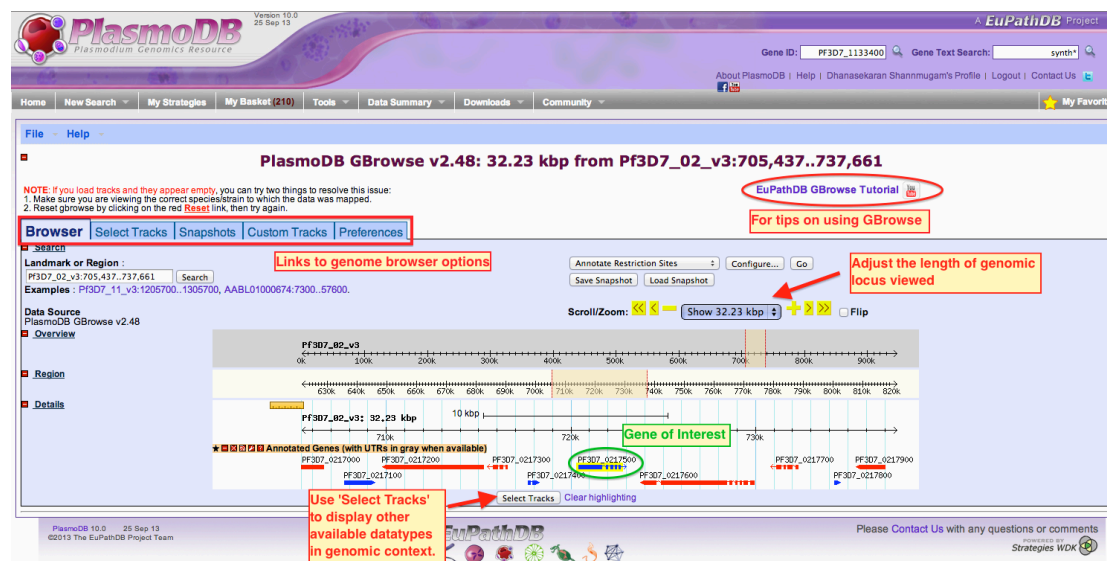 Version 10.0
25 Sep 13
PlasmoDB
Plasmodium Genomics Resource
A EuPathDB Project
Gene ID: PF3D7_1133400 Gene Text Search: synth*
About PlasmoDB | Help | Dhanasekaran Shannmugam's Profile | Logout | Contact Us
Home New Search My Strategies My Basket (210) Tools Data Summary Downloads Community My Favorit
File Help
PlasmoDB GBrowse v2.48: 32.23 kbp from Pf3D7_02_v3:705,437..737,661
NOTE: If you load tracks and they appear empty, you can try two things to resolve this issue:
1. Make sure you are viewing the correct species/strain to which the data was mapped.
2. Reset gbrowse by clicking on the red Reset link, then try again.
EuPathDB GBrowse Tutorial
For tips on using GBrowse
Browser Select Tracks Snapshots Custom Tracks Preferences
Search
Links to genome browser options
Landmark or Region :
Pf3D7_02_v3:705,437..737,661 Search
Examples : Pf3D7_11_v3:1205700..1305700, AABL01000674:7300..57600.
Annotate Restriction Sites Configure... Go
Save Snapshot Load Snapshot
Adjust the length of genomic
locus viewed
Data Source
PlasmoDB GBrowse v2.48
Scroll/Zoom: << < Show 32.23 kbp > >> Flip
Overview
Pf3D7_02_v3
0k 100k 200k 300k 400k 500k 600k 700k 800k 900k
Region
630k 640k 650k 660k 670k 680k 690k 700k 710k 720k 730k 740k 750k 760k 770k 780k 790k 800k 810k 820k
Details
Pf3D7_02_v3: 32.23 kbp 10 kbp
710k 720k 730k
Gene of Interest
Annotated Genes (with UTRs in gray when available)
PF3D7_0217000 PF3D7_0217200 PF3D7_0217300 PF3D7_0217500 PF3D7_0217700 PF3D7_0217900
PF3D7_0217100 PF3D7_0217400 PF3D7_0217600 PF3D7_0217800
Select Tracks Clear highlighting
Use 'Select Tracks'
to display other
available datatypes
in genomic context.
PlasmoDB 10.0 25 Sep 13
©2013 The EuPathDB Project Team
EuPathDB
Please Contact Us with any questions or comments
POWERED BY
Strategies WDK